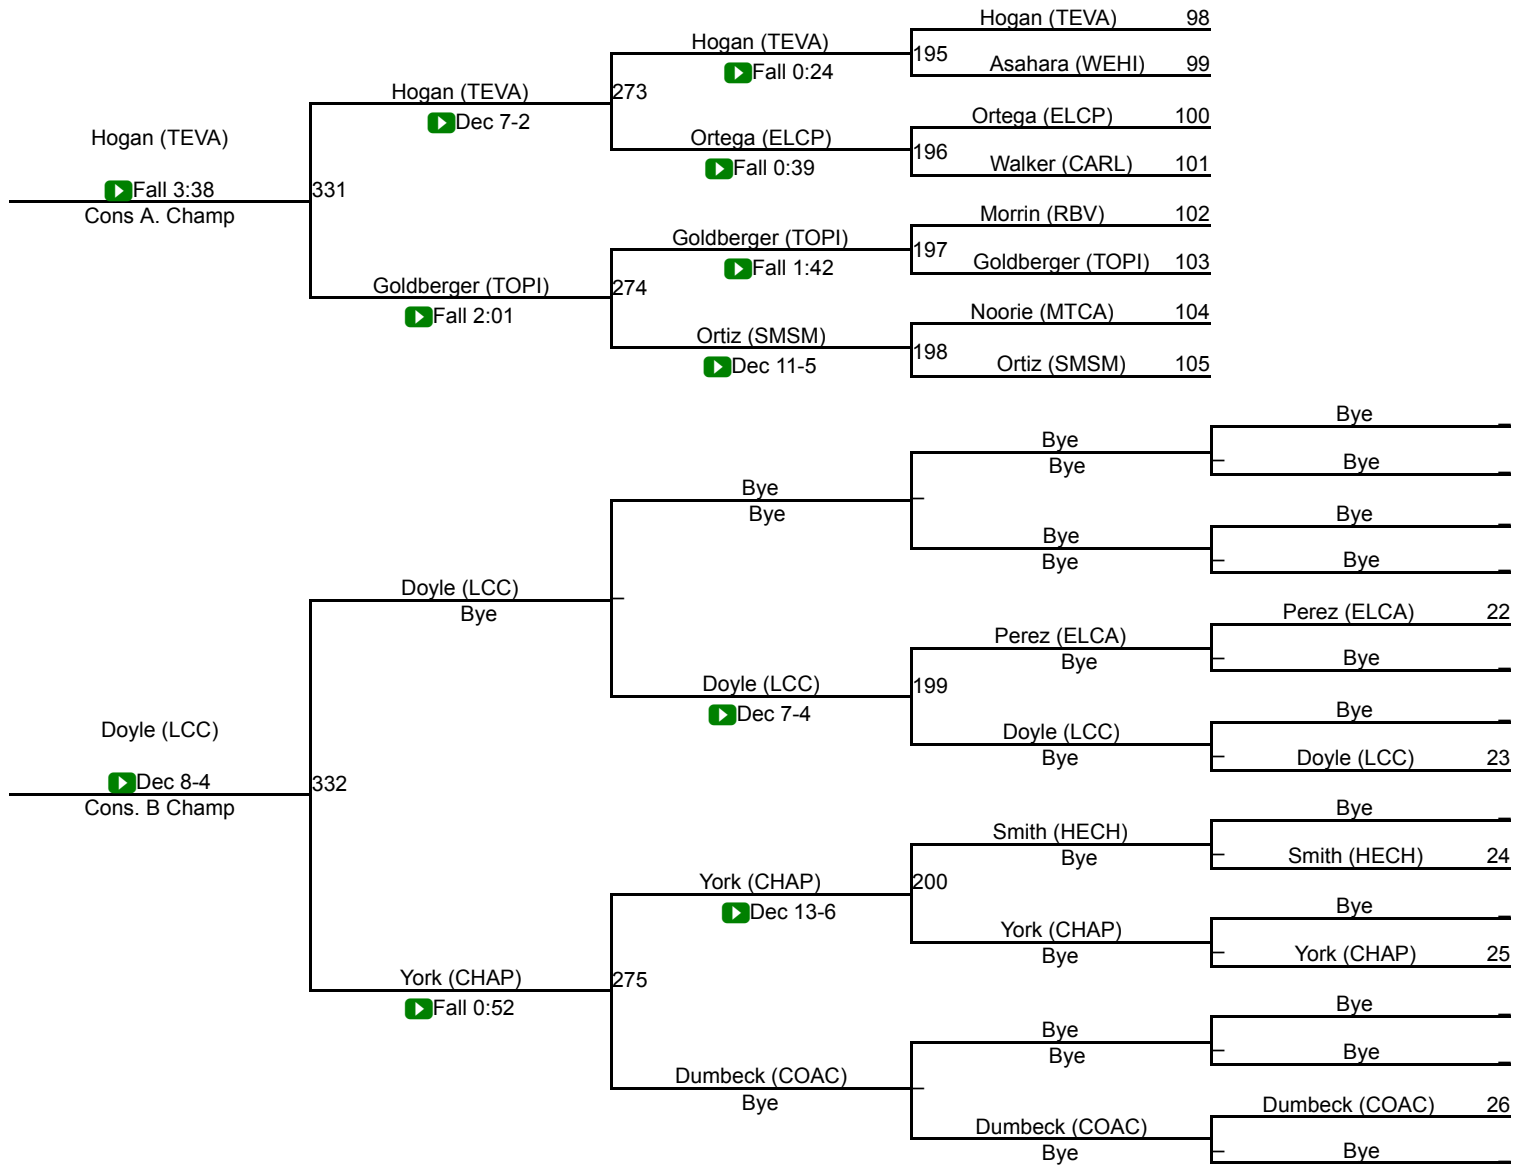 Hogan (TEVA) 98
Hogan (TEVA)
195
Fall 0:24
Asahara (WEHI) 99
Hogan (TEVA)
273
Dec 7-2
Ortega (ELCP) 100
Hogan (TEVA)
Ortega (ELCP)
196
Fall 0:39
Walker (CARL) 101
Fall 3:38
331
Cons A. Champ
Morrin (RBV) 102
Goldberger (TOPI)
197
Fall 1:42
Goldberger (TOPI) 103
Goldberger (TOPI)
274
Fall 2:01
Noorie (MTCA) 104
Ortiz (SMSM)
198
Dec 11-5
Ortiz (SMSM) 105
Bye
Bye
Bye
Bye
Bye
Bye
Bye
Bye
Bye
Bye
Doyle (LCC)
Bye
Perez (ELCA) 22
Perez (ELCA)
Bye
Bye
Doyle (LCC)
199
Dec 7-4
Bye
Doyle (LCC)
Doyle (LCC)
Bye
Doyle (LCC) 23
Dec 8-4
332
Cons. B Champ
Bye
Smith (HECH)
Bye
Smith (HECH) 24
York (CHAP)
200
Dec 13-6
Bye
York (CHAP)
Bye
York (CHAP) 25
York (CHAP)
275
Fall 0:52
Bye
Bye
Bye
Bye
Dumbeck (COAC)
Bye
Dumbeck (COAC) 26
Dumbeck (COAC)
Bye
Bye